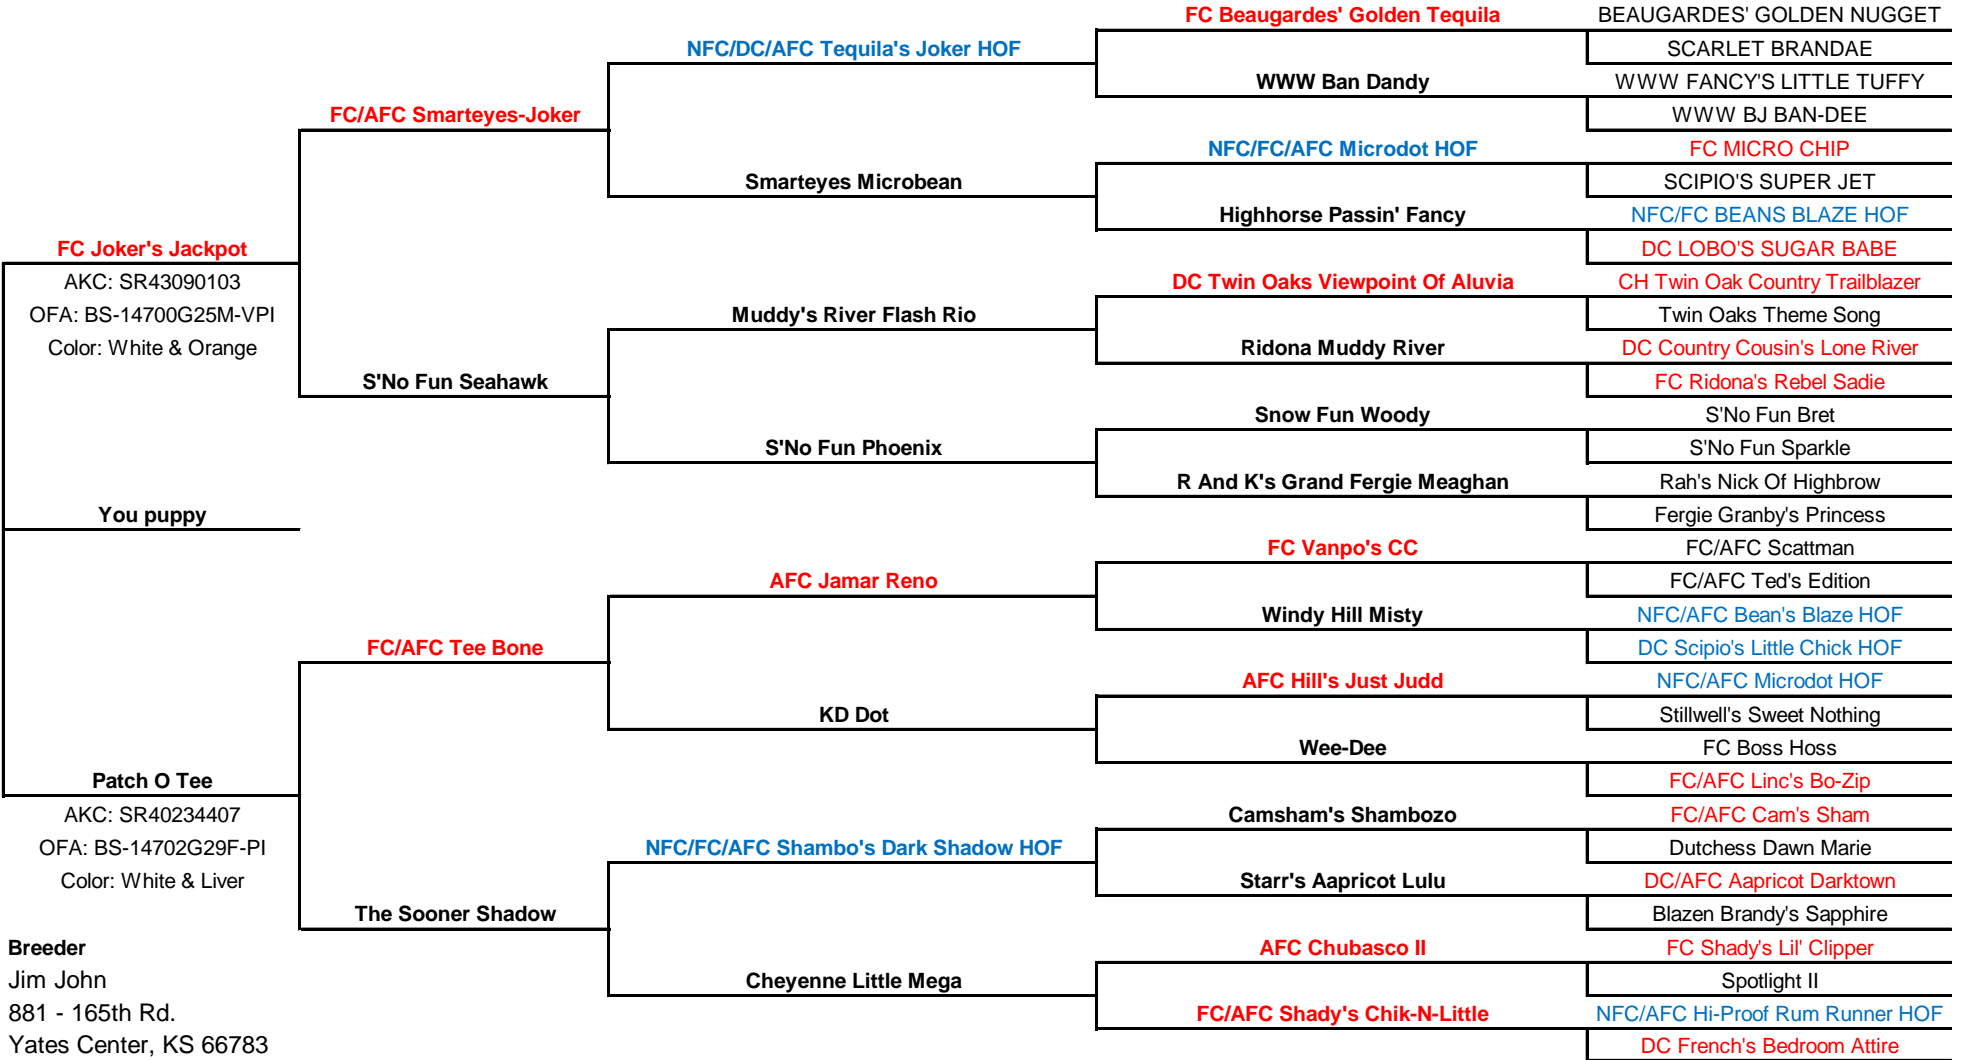 FC Beaugardes' Golden Tequila
BEAUGARDES' GOLDEN NUGGET
NFC/DC/AFC Tequila's Joker HOF
SCARLET BRANDAE
WWW Ban Dandy
WWW FANCY'S LITTLE TUFFY
FC/AFC Smarteyes-Joker
WWW BJ BAN-DEE
NFC/FC/AFC Microdot HOF
FC MICRO CHIP
Smarteyes Microbean
SCIPIO'S SUPER JET
Highhorse Passin' Fancy
NFC/FC BEANS BLAZE HOF
FC Joker's Jackpot
DC LOBO'S SUGAR BABE
AKC: SR43090103
DC Twin Oaks Viewpoint Of Aluvia
CH Twin Oak Country Trailblazer
OFA: BS-14700G25M-VPI
Muddy's River Flash Rio
Twin Oaks Theme Song
Color: White & Orange
Ridona Muddy River
DC Country Cousin's Lone River
S'No Fun Seahawk
FC Ridona's Rebel Sadie
Snow Fun Woody
S'No Fun Bret
S'No Fun Phoenix
S'No Fun Sparkle
R And K's Grand Fergie Meaghan
Rah's Nick Of Highbrow
You puppy
Fergie Granby's Princess
FC Vanpo's CC
FC/AFC Scattman
AFC Jamar Reno
FC/AFC Ted's Edition
Windy Hill Misty
NFC/AFC Bean's Blaze HOF
FC/AFC Tee Bone
DC Scipio's Little Chick HOF
AFC Hill's Just Judd
NFC/AFC Microdot HOF
KD Dot
Stillwell's Sweet Nothing
Wee-Dee
FC Boss Hoss
Patch O Tee
FC/AFC Linc's Bo-Zip
AKC: SR40234407
Camsham's Shambozo
FC/AFC Cam's Sham
OFA: BS-14702G29F-PI
NFC/FC/AFC Shambo's Dark Shadow HOF
Dutchess Dawn Marie
Color: White & Liver
Starr's Aapricot Lulu
DC/AFC Aapricot Darktown
The Sooner Shadow
Blazen Brandy's Sapphire
Breeder
AFC Chubasco II
FC Shady's Lil' Clipper
Jim John
Cheyenne Little Mega
Spotlight II
881 - 165th Rd.
FC/AFC Shady's Chik-N-Little
NFC/AFC Hi-Proof Rum Runner HOF
Yates Center, KS 66783
DC French's Bedroom Attire